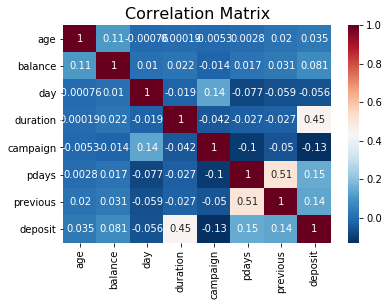 Correlation Matrix
age 1 0.11 -0.00076 0.00019 -0.0053 0.0028 0.02 0.035
balance 0.11 1 0.01 0.022 -0.014 0.017 0.031 0.081
day -0.00076 0.01 1 -0.019 0.14 -0.077 -0.059 -0.056
duration 0.00019 0.022 -0.019 1 -0.042 -0.027 -0.027 0.45
campaign -0.0053 -0.014 0.14 -0.042 1 -0.1 -0.05 -0.13
pdays 0.0028 0.017 -0.077 -0.027 -0.1 1 0.51 0.15
previous 0.02 0.031 -0.059 -0.027 -0.05 0.51 1 0.14
deposit 0.035 0.081 -0.056 0.45 -0.13 0.15 0.14 1
age balance day duration campaign pdays previous deposit
1.0
0.8
0.6
0.4
0.2
0.0